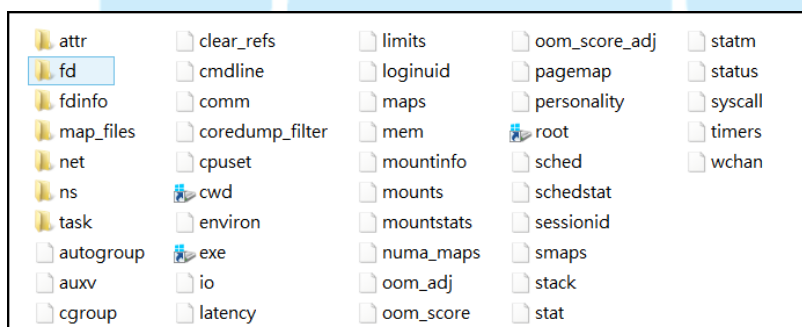 attr
fd
fdinfo
map_files
net
ns
task
autogroup
auxv
cgroup
clear_refs
cmdline
comm
coredump_filter
cpuset
cwd
environ
exe
io
latency
limits
loginuid
maps
mem
mountinfo
mounts
mountstats
numa_maps
oom_adj
oom_score
oom_score_adj
pagemap
personality
root
sched
schedstat
sessionid
smaps
stack
stat
statm
status
syscall
timers
wchan